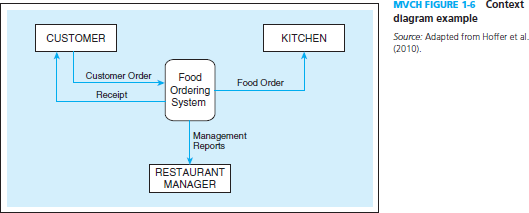 MVCH FIGURE 1-6 Context
diagram example
Source: Adapted from Hoffer et al.
(2010).
CUSTOMER
KITCHEN
Customer Order
Receipt
Food
Ordering
System
Food Order
Management
Reports
RESTAURANT
MANAGER